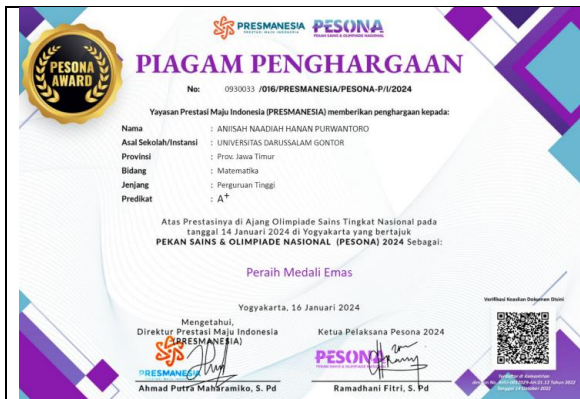 PRESMANESIA PESONA
PRESTASI MAJU INDONESIA PEKAN SAINS & OLIMPIADE NASIONAL
PESONA
AWARD
PIAGAM PENGHARGAAN
No: 0930033 /016/PRESMANESIA/PESONA-P/I/2024
Yayasan Prestasi Maju Indonesia (PRESMANESIA) memberikan penghargaan kepada:
Nama : ANIISAH NAADIAH HANAN PURWANTORO
Asal Sekolah/Instansi : UNIVERSITAS DARUSSALAM GONTOR
Provinsi : Prov. Jawa Timur
Bidang : Matematika
Jenjang : Perguruan Tinggi
Predikat : A+
Atas Prestasinya di Ajang Olimpiade Sains Tingkat Nasional pada
tanggal 14 Januari 2024 di Yogyakarta yang bertajuk
PEKAN SAINS & OLIMPIADE NASIONAL (PESONA) 2024 Sebagai:
Peraih Medali Emas
Yogyakarta, 16 Januari 2024
Verifikasi Keaslian Dokumen Disini
Mengetahui,
Direktur Prestasi Maju Indonesia
(PRESMANESIA)
Ketua Pelaksana Pesona 2024
PRESMANESIA
PESONA
Ahmad Putra Maharamiko, S. Pd
Ramadhani Fitri, S. Pd